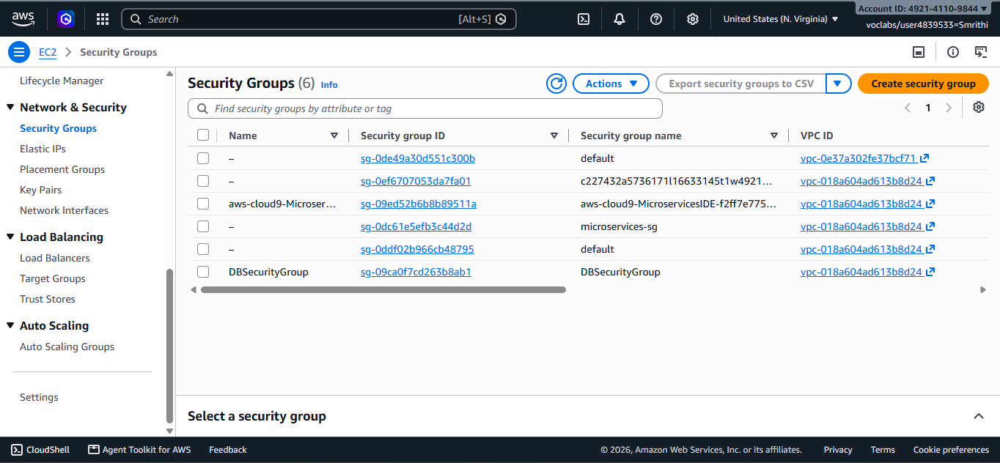 aws
Search [Alt+S]
United States (N. Virginia)
Account ID: 4921-4110-9844
voclabs/user4839533=Smrithi
EC2 Security Groups
Lifecycle Manager
Network & Security
Security Groups
Elastic IPs
Placement Groups
Key Pairs
Network Interfaces
Load Balancing
Load Balancers
Target Groups
Trust Stores
Auto Scaling
Auto Scaling Groups
Settings
Security Groups (6) Info
Actions
Export security groups to CSV
Create security group
Find security groups by attribute or tag
1
Name Security group ID Security group name VPC ID
– sg-0de49a30d551c300b default vpc-0e37a302fe37bcf71
– sg-0ef6707053da7fa01 c227432a5736171l16633145t1w4921... vpc-018a604ad613b8d24
aws-cloud9-Microser... sg-09ed52b6b8b89511a aws-cloud9-MicroservicesIDE-f2ff7e775... vpc-018a604ad613b8d24
– sg-0dc61e5efb3c44d2d microservices-sg vpc-018a604ad613b8d24
– sg-0ddf02b966cb48795 default vpc-018a604ad613b8d24
DBSecurityGroup sg-09ca0f7cd263b8ab1 DBSecurityGroup vpc-018a604ad613b8d24
Select a security group
CloudShell Agent Toolkit for AWS Feedback © 2026, Amazon Web Services, Inc. or its affiliates. Privacy Terms Cookie preferences